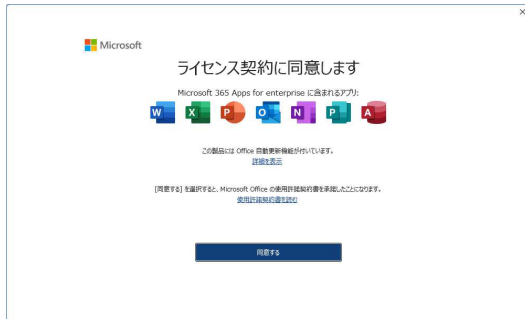 Microsoft
ライセンス契約に同意します
Microsoft 365 Apps for enterprise に含まれるアプリ:
W X P O N P A
この製品には Office 自動更新機能が付いています。
詳細を表示
[同意する] を選択すると、Microsoft Office の使用許諾契約書を承諾したことになります。
使用許諾契約書を読む
同意する